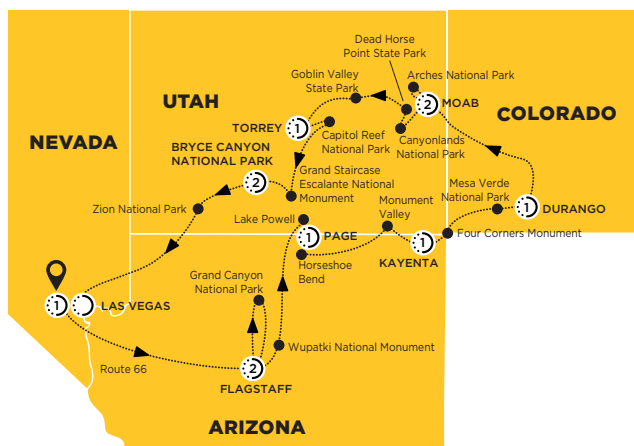 Dead Horse
Point State Park
Arches National Park
Goblin Valley
State Park
UTAH
2
MOAB
COLORADO
NEVADA
TORREY
1
Capitol Reef
National Park
Canyonlands
National Park
BRYCE CANYON
NATIONAL PARK
2
Grand Staircase
Escalante National
Monument
Mesa Verde
National Park
1
DURANGO
Zion National Park
Lake Powell
Monument
Valley
1
PAGE
Four Corners Monument
1
KAYENTA
Horseshoe
Bend
Grand Canyon
National Park
1
LAS VEGAS
Wupatki National Monument
Route 66
2
FLAGSTAFF
ARIZONA